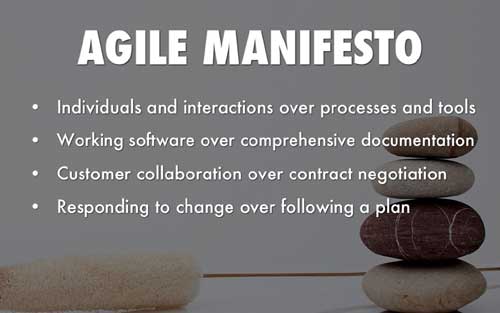 AGILE MANIFESTO
• Individuals and interactions over processes and tools
• Working software over comprehensive documentation
• Customer collaboration over contract negotiation
• Responding to change over following a plan